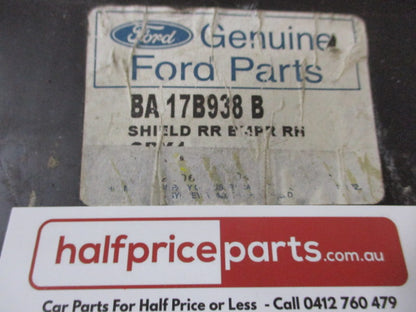 Ford Genuine
Ford Parts
BA 17B938 B
SHIELD RR BMPR RH
halfpriceparts.com.au
Car Parts For Half Price or Less - Call 0412 760 479